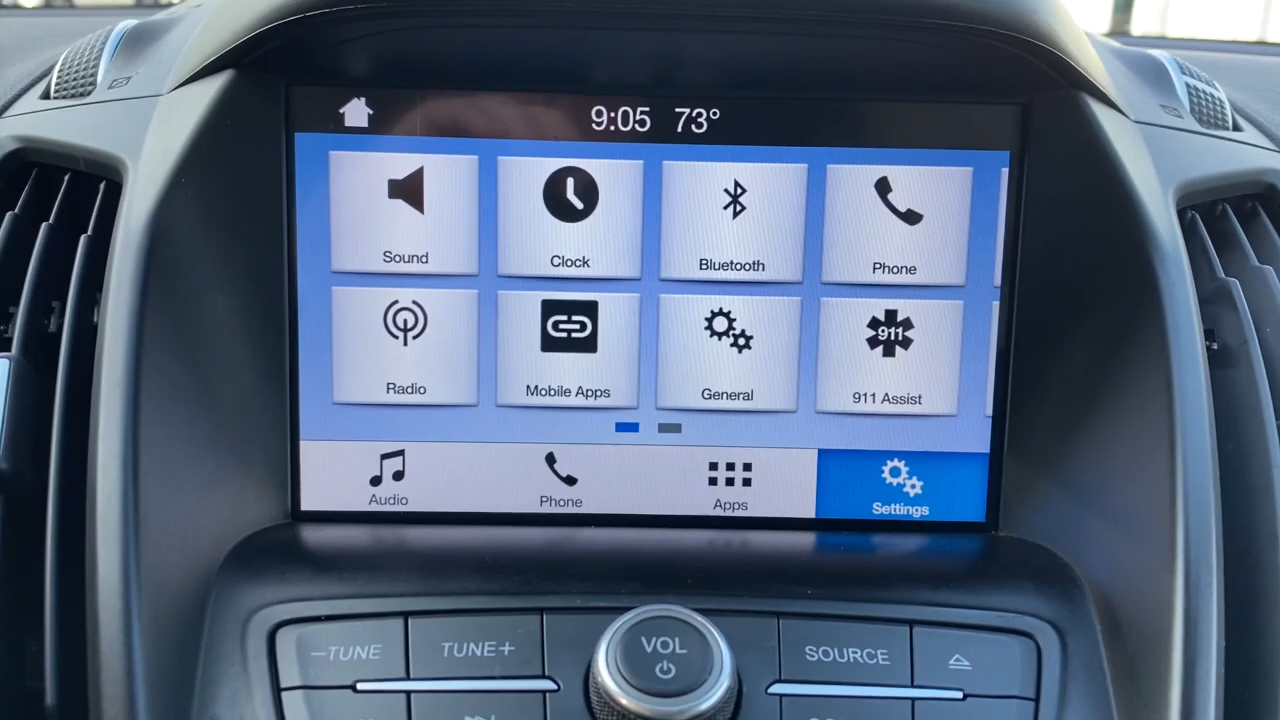 9:05 73°
Sound Clock Bluetooth Phone
911
Radio Mobile Apps General 911 Assist
Audio Phone Apps Settings
−TUNE TUNE+ VOL SOURCE